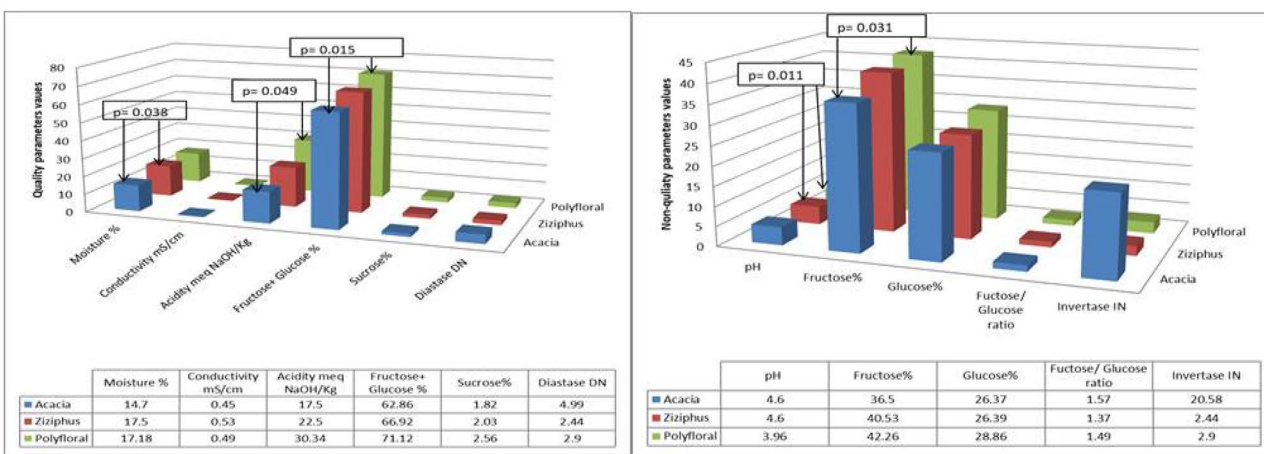 p= 0.015
p= 0.049
p= 0.038
Quality parameters vaues
80
70
60
50
40
30
20
10
0
Moisture %
Conductivity mS/cm
Acidity meq NaOH/Kg
Fructose+ Glucose %
Sucrose%
Diastase DN
Polyfloral
Ziziphus
Acacia
Moisture % Conductivity mS/cm Acidity meq NaOH/Kg Fructose+ Glucose % Sucrose% Diastase DN
Acacia 14.7 0.45 17.5 62.86 1.82 4.99
Ziziphus 17.5 0.53 22.5 66.92 2.03 2.44
Polyfloral 17.18 0.49 30.34 71.12 2.56 2.9
p= 0.031
p= 0.011
Non-quliaty parameters values
45
40
35
30
25
20
15
10
5
0
pH
Fructose%
Glucose%
Fuctose/
Glucose
ratio
Invertase IN
Polyfloral
Ziziphus
Acacia
pH Fructose% Glucose% Fuctose/ Glucose ratio Invertase IN
Acacia 4.6 36.5 26.37 1.57 20.58
Ziziphus 4.6 40.53 26.39 1.37 2.44
Polyfloral 3.96 42.26 28.86 1.49 2.9